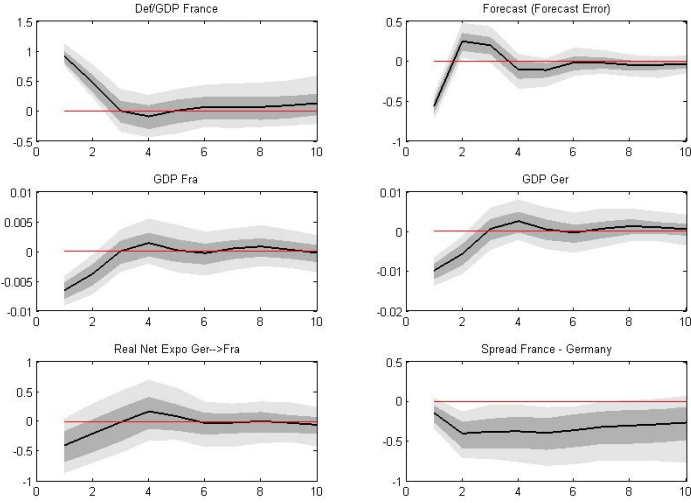 Def/GDP France
Forecast (Forecast Error)
1.5
1
0.5
0
-0.5
0 2 4 6 8 10
0.5
0
-0.5
-1
0 2 4 6 8 10
GDP Fra
GDP Ger
0.01
0.005
0
-0.005
-0.01
0 2 4 6 8 10
0.01
0
-0.01
-0.02
0 2 4 6 8 10
Real Net Expo Ger-->Fra
Spread France - Germany
1
0.5
0
-0.5
-1
0 2 4 6 8 10
0.5
0
-0.5
-1
0 2 4 6 8 10